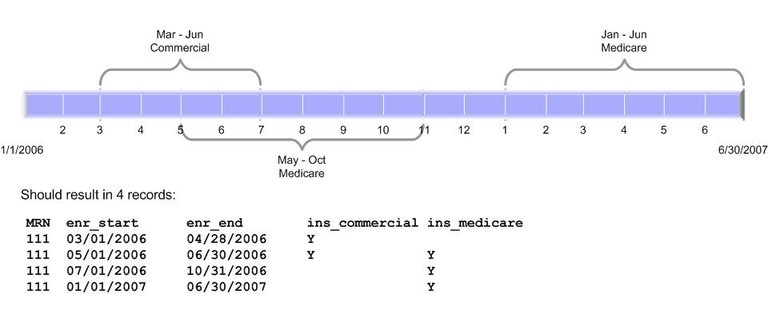 Mar - Jun
Commercial
Jan - Jun
Medicare
2 3 4 5 6 7 8 9 10 11 12 1 2 3 4 5 6
1/1/2006
6/30/2007
May - Oct
Medicare
Should result in 4 records:
MRN enr_start enr_end ins_commercial ins_medicare
111 03/01/2006 04/28/2006 Y
111 05/01/2006 06/30/2006 Y Y
111 07/01/2006 10/31/2006 Y
111 01/01/2007 06/30/2007 Y